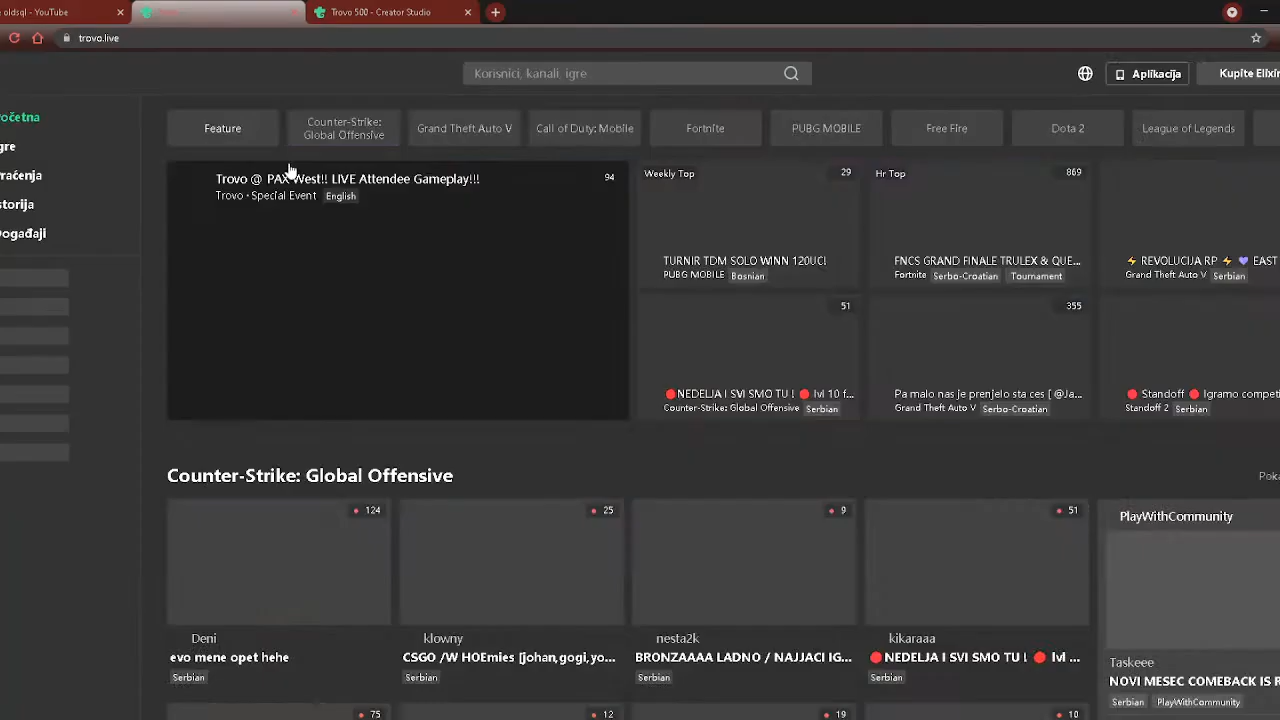 oldsql - YouTube
Trovo 500 - Creator Studio
trovo.live
Korisnici, kanali, igre
Aplikacija
Kupite Elixir
očetna
gre
raćenja
storija
ogađaji
Feature
Counter-Strike:
Global Offensive
Grand Theft Auto V
Call of Duty: Mobile
Fortnite
PUBG MOBILE
Free Fire
Dota 2
League of Legends
Trovo @ PAX West!! LIVE Attendee Gameplay!!!
94
Trovo • Special Event English
Weekly Top
29
TURNIR TDM SOLO WINN 120UC!
PUBG MOBILE Bosnian
Hr Top
869
FNCS GRAND FINALE TRULEX & QUE...
Fortnite Serbo-Croatian Tournament
⚡ REVOLUCIJA RP ⚡ 💜 EAST
Grand Theft Auto V Serbian
51
🔴NEDELJA I SVI SMO TU ! 🔴 lvl 10 f...
Counter-Strike: Global Offensive Serbian
355
Pa malo nas je prenjelo sta ces [ @Ja...
Grand Theft Auto V Serbo-Croatian
🔴 Standoff 🔴 Igramo competi
Standoff 2 Serbian
Counter-Strike: Global Offensive
Poka
124
Deni
evo mene opet hehe
Serbian
25
klowny
CSGO /W HOEmies [johan,gogi,yo...
Serbian
9
nesta2k
BRONZAAAA LADNO / NAJJACI IG...
Serbian
51
kikaraaa
🔴NEDELJA I SVI SMO TU ! 🔴 lvl ...
Serbian
PlayWithCommunity
Taskeee
NOVI MESEC COMEBACK IS R
Serbian PlayWithCommunity
75
12
19
10